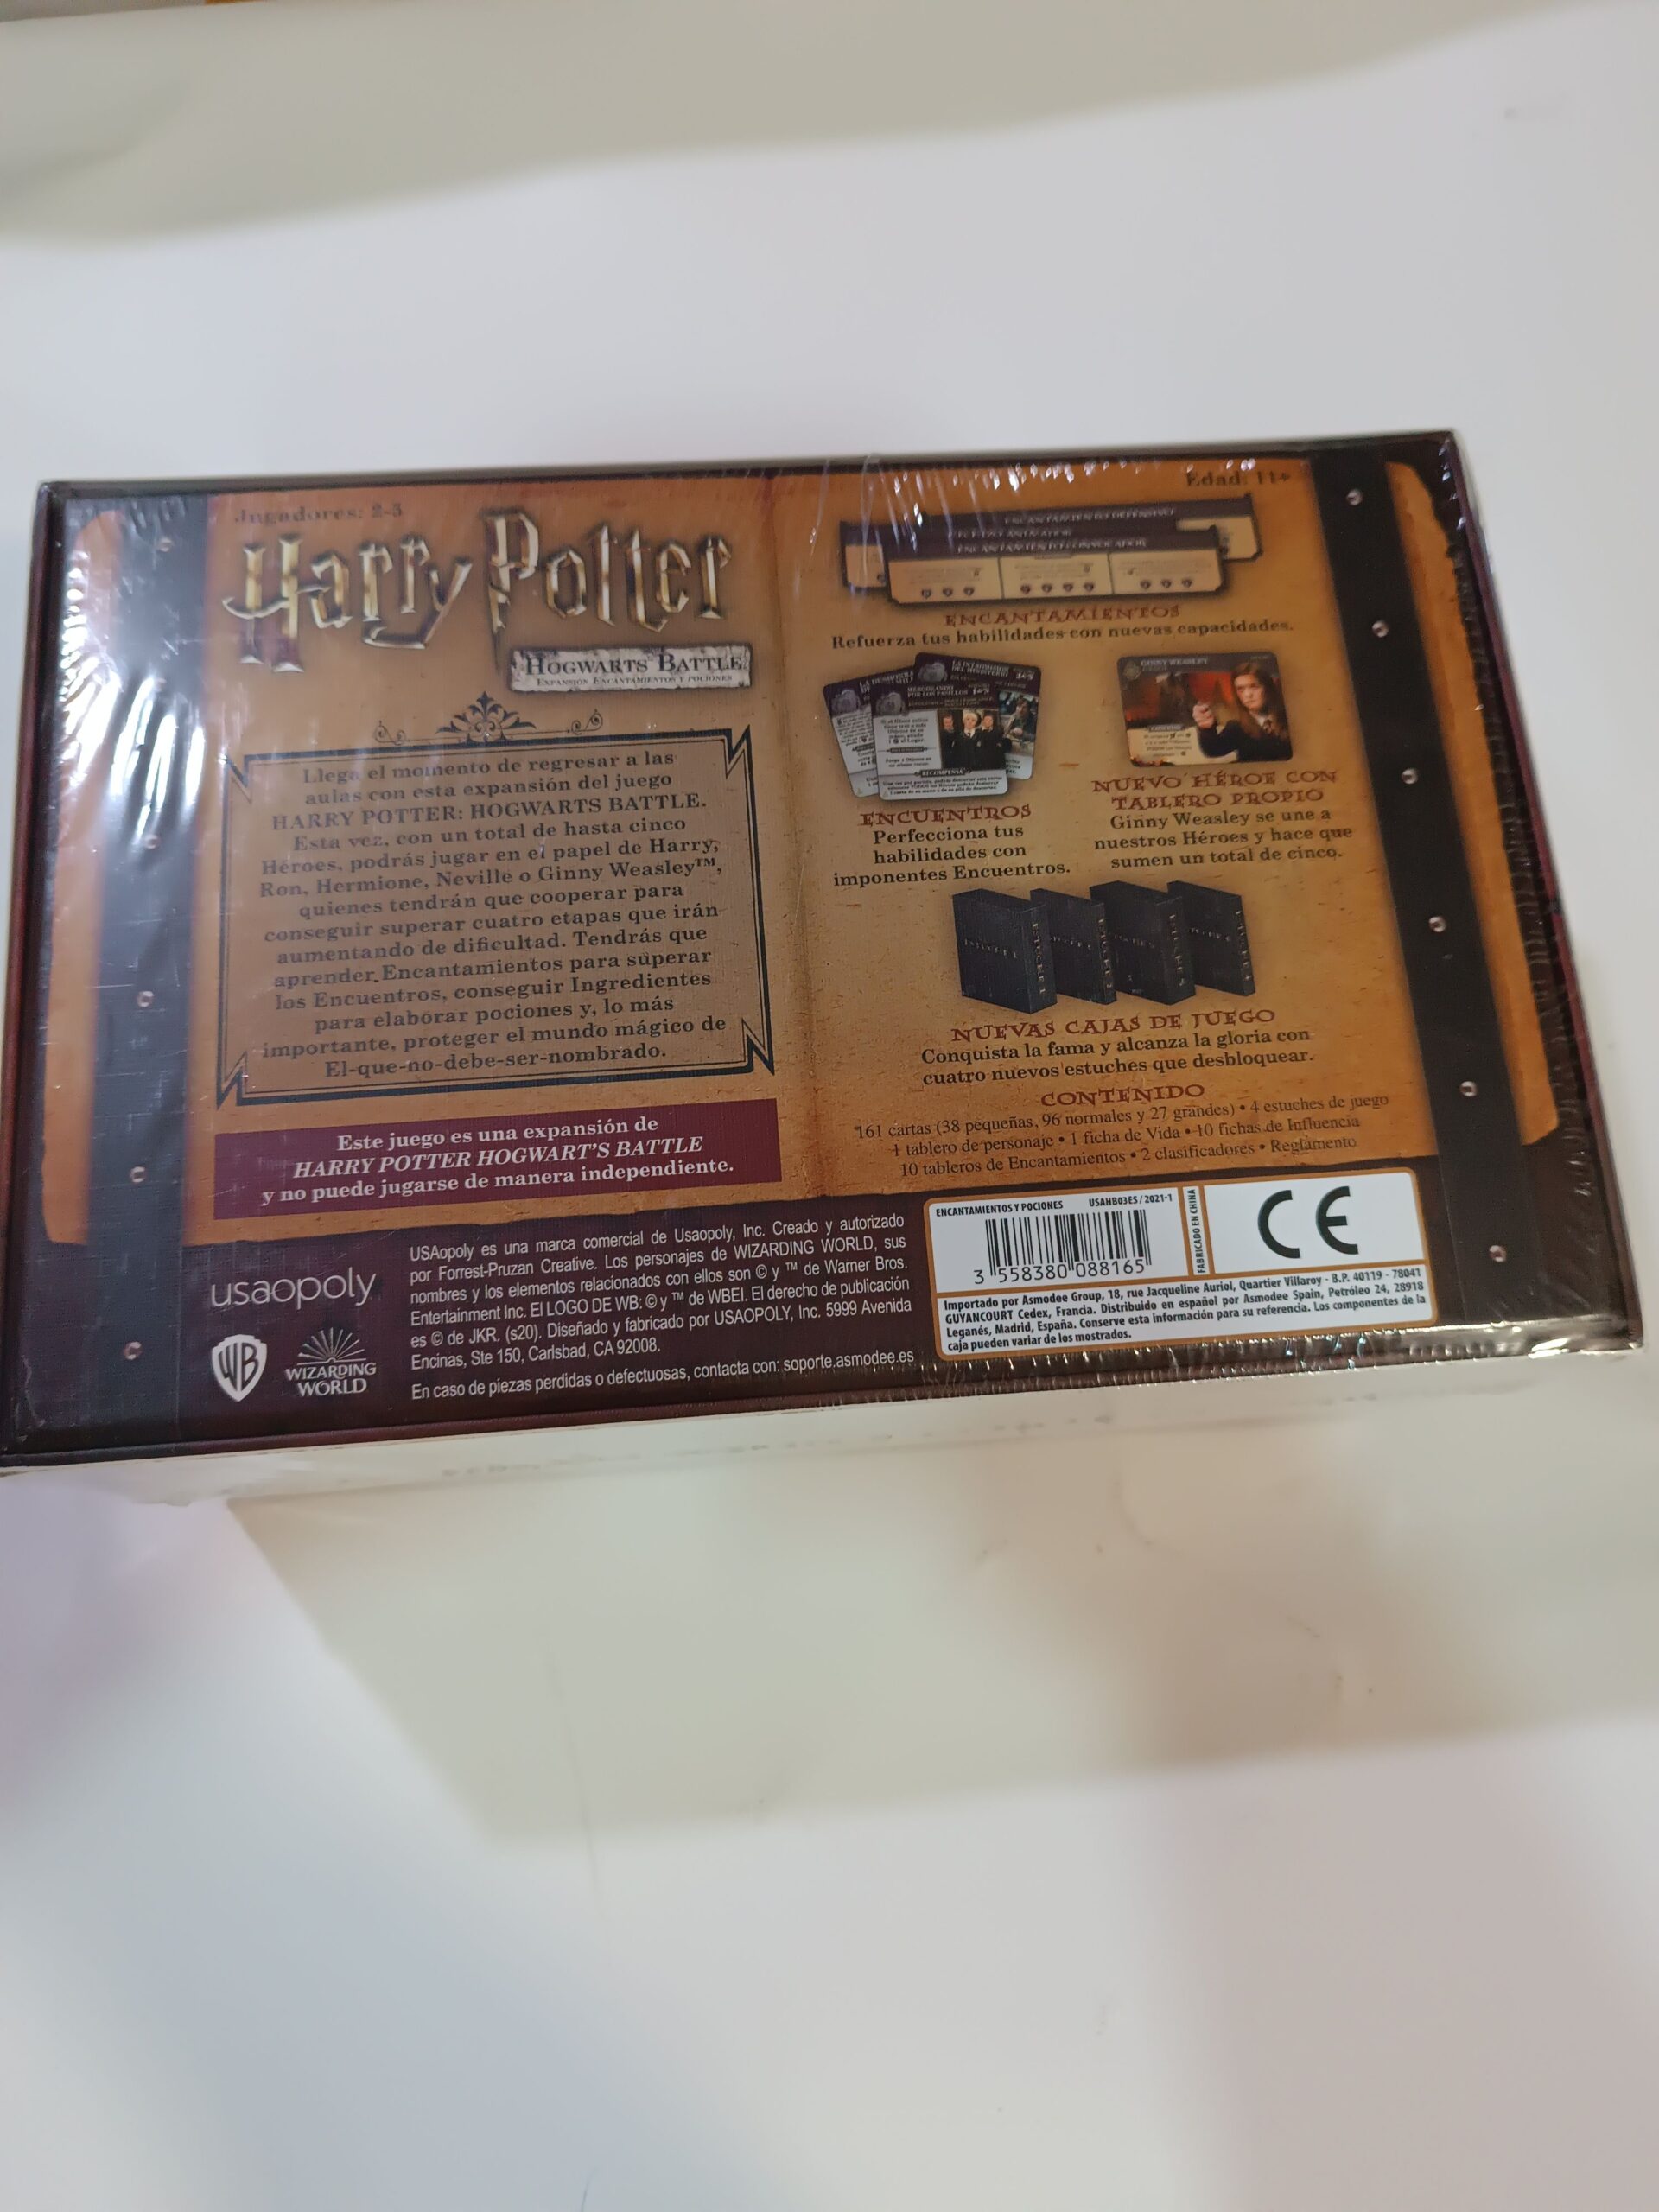 Jugadores: 2-5
Harry Potter
HOGWARTS BATTLE
EXPANSIÓN ENCANTAMIENTOS Y POCIONES
Llega el momento de regresar a las
aulas con esta expansión del juego
HARRY POTTER: HOGWARTS BATTLE.
Esta vez, con un total de hasta cinco
Héroes, podrás jugar en el papel de Harry,
Ron, Hermione, Neville o Ginny Weasley™,
quienes tendrán que cooperar para
conseguir superar cuatro etapas que irán
aumentando de dificultad. Tendrás que
aprender Encantamientos para superar
los Encuentros, conseguir Ingredientes
para elaborar pociones y, lo más
importante, proteger el mundo mágico de
El-que-no-debe-ser-nombrado.
Este juego es una expansión de
HARRY POTTER HOGWART'S BATTLE
y no puede jugarse de manera independiente.
Edad: 11+
ENCANTAMIENTO DEFENSIVO
ENCANTAMIENTO CONVOCADOR
ENCANTAMIENTOS
Refuerza tus habilidades con nuevas capacidades.
MERODEANDO
POR LOS PASILLOS
RECOMPENSA
GINNY WEASLEY
ENCUENTROS
Perfecciona tus
habilidades con
imponentes Encuentros.
NUEVO HÉROE CON
TABLERO PROPIO
Ginny Weasley se une a
nuestros Héroes y hace que
sumen un total de cinco.
NUEVAS CAJAS DE JUEGO
Conquista la fama y alcanza la gloria con
cuatro nuevos estuches que desbloquear.
CONTENIDO
161 cartas (38 pequeñas, 96 normales y 27 grandes) • 4 estuches de juego
1 tablero de personaje • 1 ficha de Vida • 10 fichas de Influencia
10 tableros de Encantamientos • 2 clasificadores • Reglamento
usaopoly
WB
WIZARDING
WORLD
USAopoly es una marca comercial de Usaopoly, Inc. Creado y autorizado
por Forrest-Pruzan Creative. Los personajes de WIZARDING WORLD, sus
nombres y los elementos relacionados con ellos son © y ™ de Warner Bros.
Entertainment Inc. El LOGO DE WB: © y ™ de WBEI. El derecho de publicación
es © de JKR. (s20). Diseñado y fabricado por USAOPOLY, Inc. 5999 Avenida
Encinas, Ste 150, Carlsbad, CA 92008.
En caso de piezas perdidas o defectuosas, contacta con: soporte.asmodee.es
ENCANTAMIENTOS Y POCIONES USAHB03ES / 2021-1
3 558380 088165
FABRICADO EN CHINA
CE
Importado por Asmodee Group, 18, rue Jacqueline Auriol, Quartier Villaroy - B.P. 40119 - 78041
GUYANCOURT Cedex, Francia. Distribuido en español por Asmodee Spain, Petróleo 24, 28918
Leganés, Madrid, España. Conserve esta información para su referencia. Los componentes de la
caja pueden variar de los mostrados.